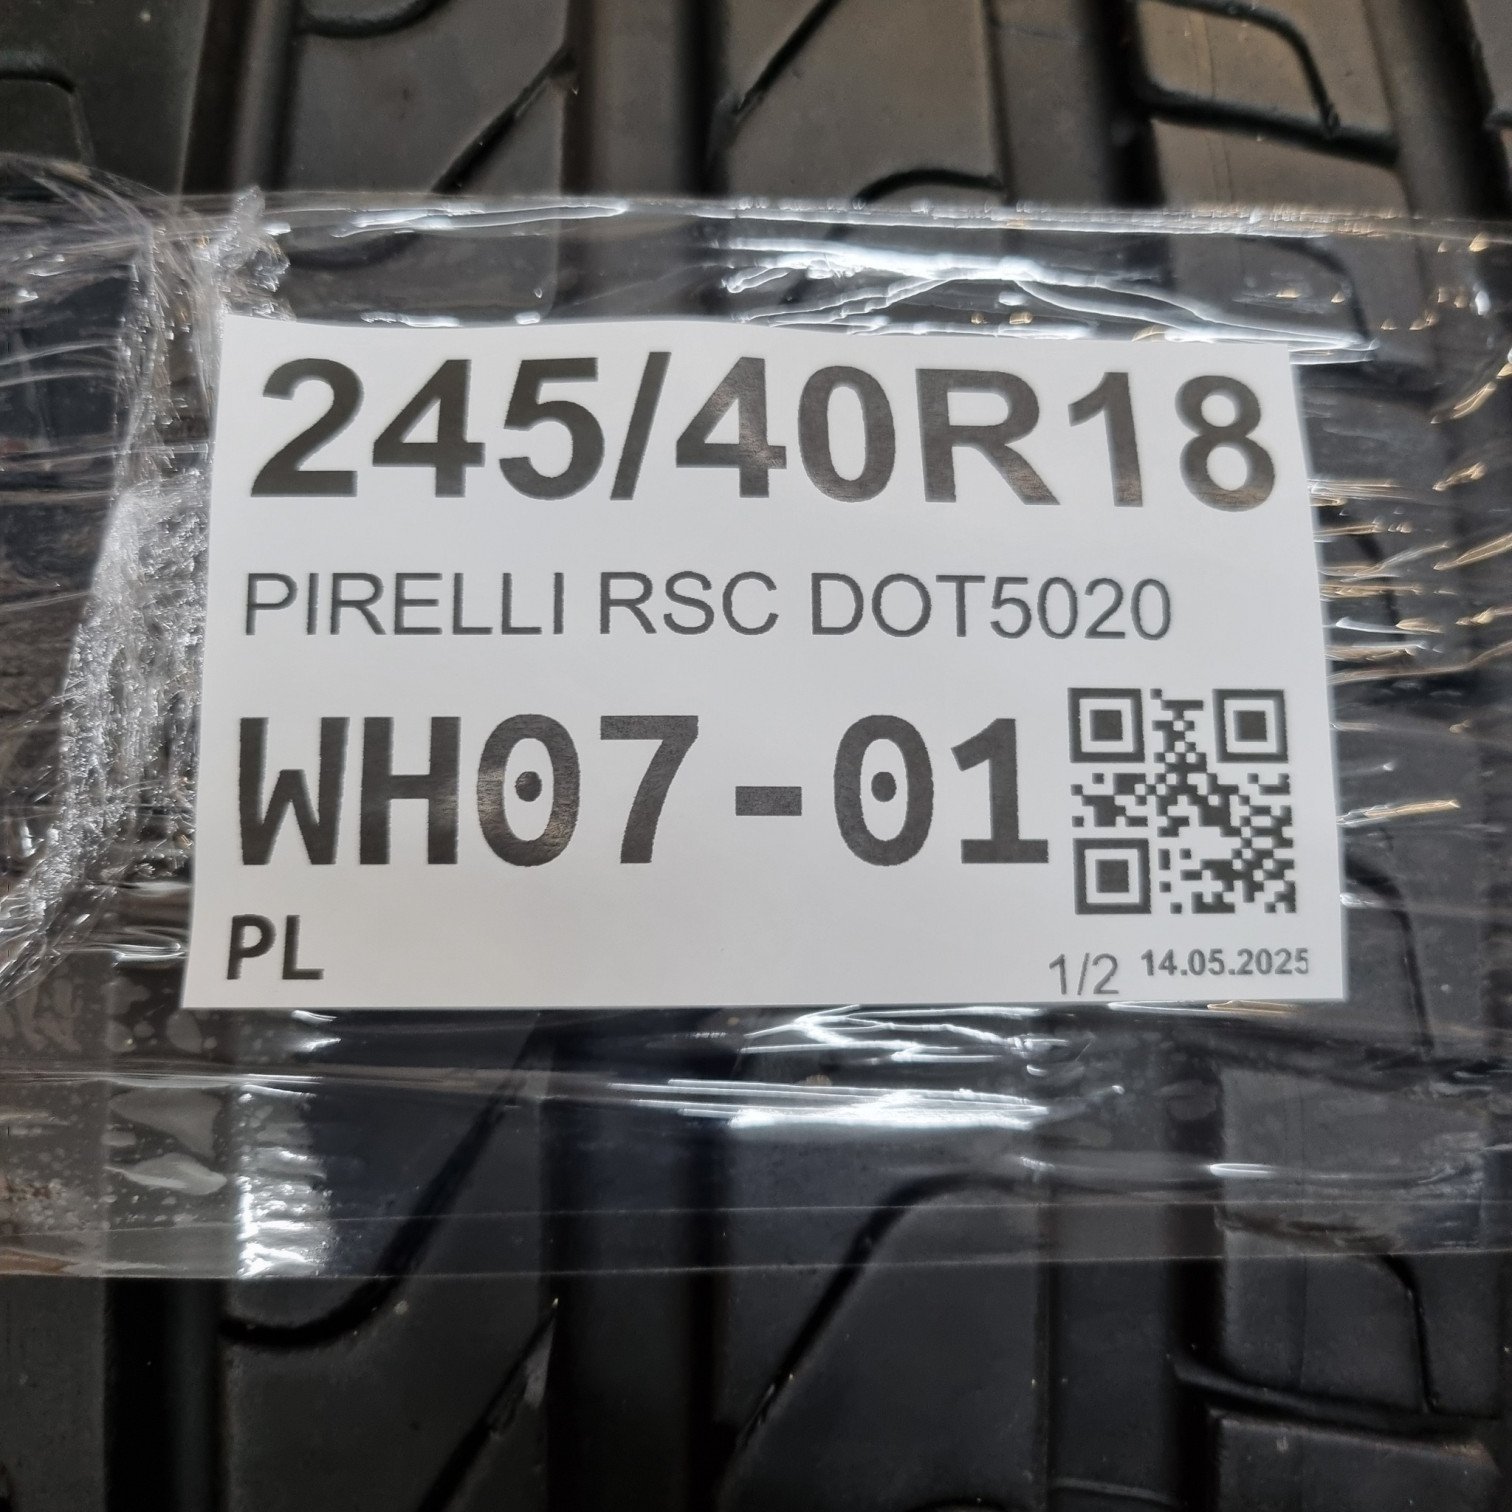 245/40R18
PIRELLI RSC DOT5020
WH07-01
PL
1/2 14.05.2025